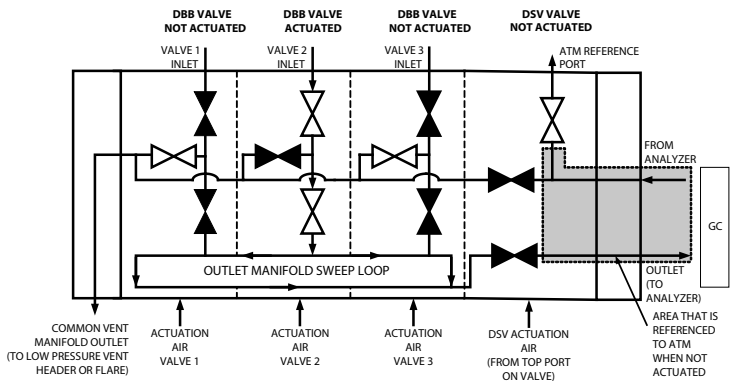 DBB VALVE
NOT ACTUATED
DBB VALVE
ACTUATED
DBB VALVE
NOT ACTUATED
DSV VALVE
NOT ACTUATED
VALVE 1
INLET
VALVE 2
INLET
VALVE 3
INLET
ATM REFERENCE
PORT
FROM
ANALYZER
GC
OUTLET MANIFOLD SWEEP LOOP
OUTLET
(TO
ANALYZER)
COMMON VENT
MANIFOLD OUTLET
(TO LOW PRESSURE VENT
HEADER OR FLARE)
ACTUATION
AIR
VALVE 1
ACTUATION
AIR
VALVE 2
ACTUATION
AIR
VALVE 3
DSV ACTUATION
AIR
(FROM TOP PORT
ON VALVE)
AREA THAT IS
REFERENCED
TO ATM
WHEN NOT
ACTUATED